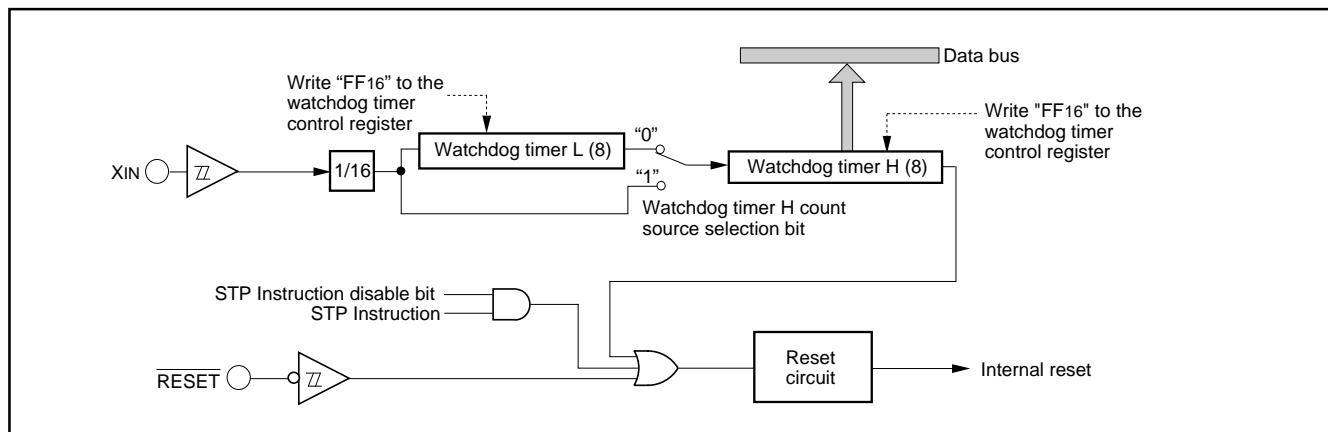 Data bus
Write “FF16” to the
watchdog timer
control register
Write "FF16" to the
watchdog timer
control register
“0”
Watchdog timer L (8)
Watchdog timer H (8)
XIN
1/16
“1”
Watchdog timer H count
source selection bit
STP Instruction disable bit
STP Instruction
Reset
circuit
Internal reset
RESET